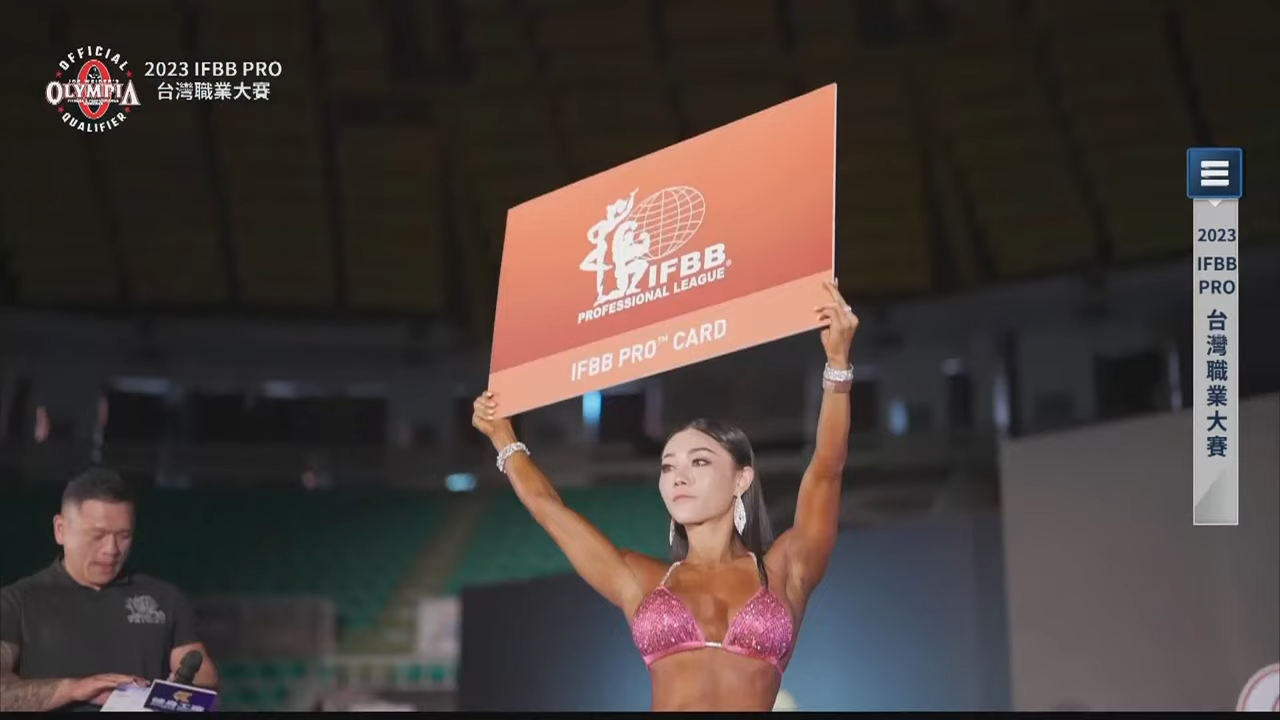 OFFICIAL
OLYMPIA
QUALIFIER
2023 IFBB PRO
台灣職業大賽
IFBB
PROFESSIONAL LEAGUE
IFBB PRO™ CARD
2023
IFBB
PRO
台灣職業大賽